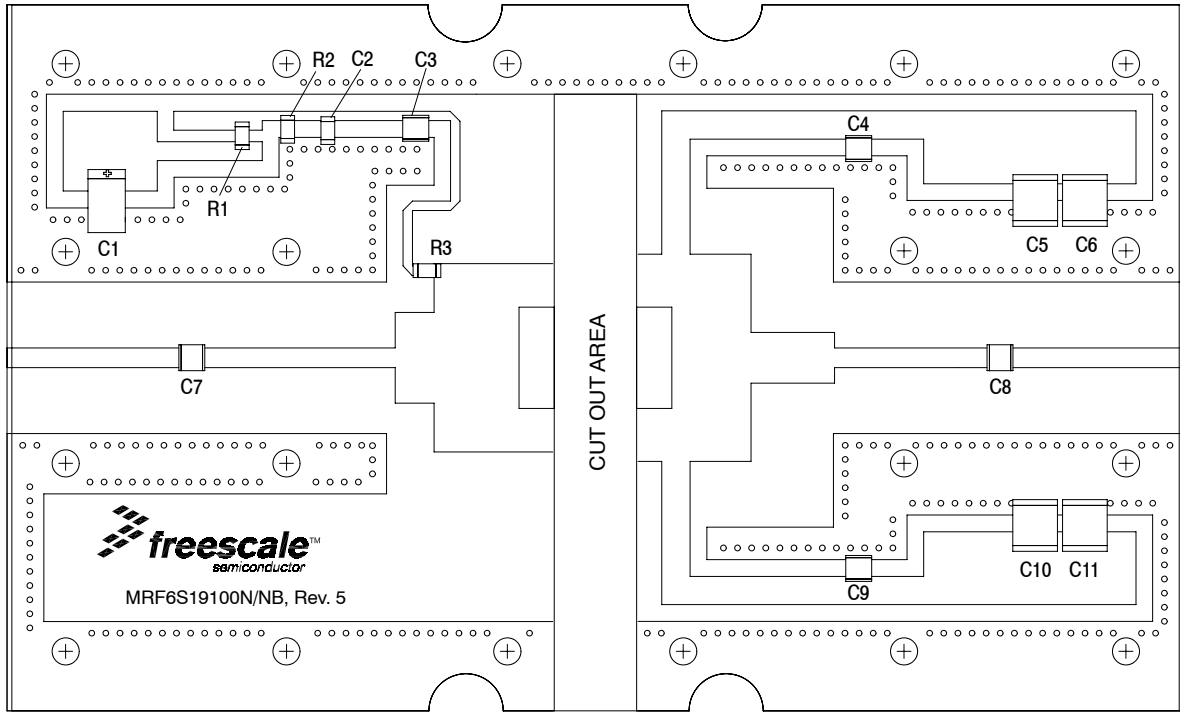 R2 C2 C3
C4
R1
C1
R3
C5 C6
CUT OUT AREA
C7
C8
freescale™
semiconductor
MRF6S19100N/NB, Rev. 5
C10 C11
C9